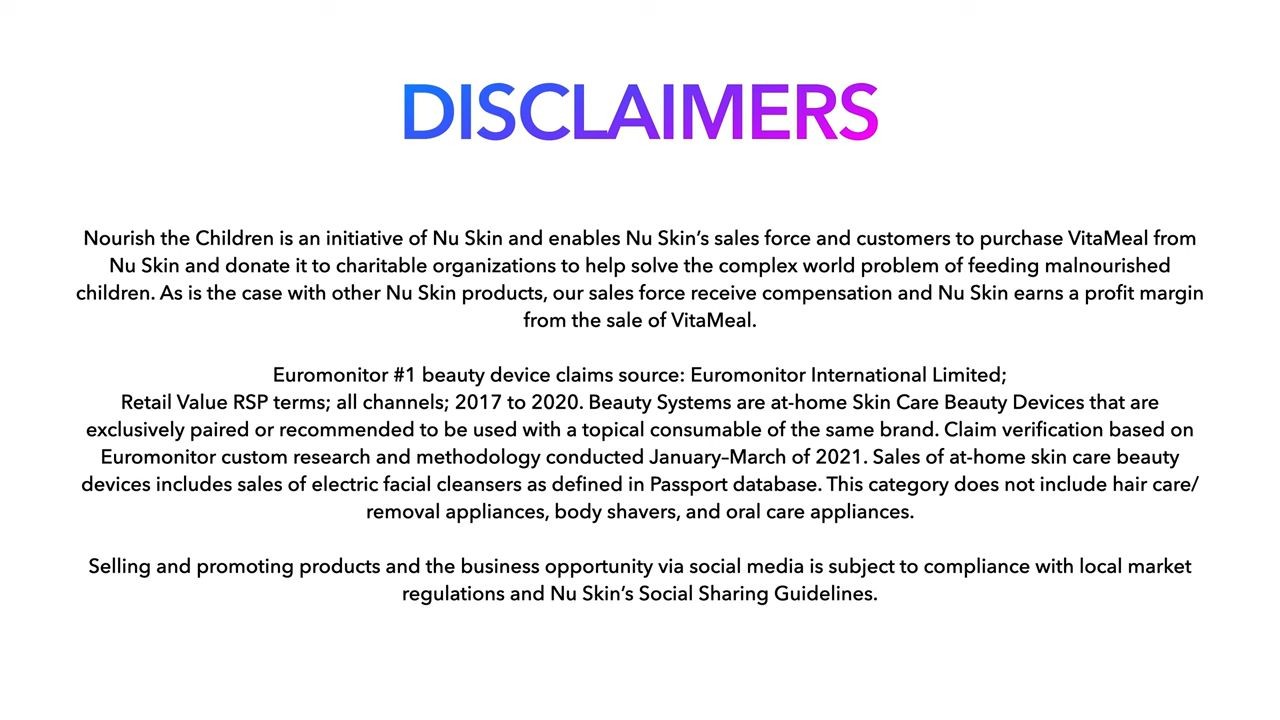 DISCLAIMERS
Nourish the Children is an initiative of Nu Skin and enables Nu Skin’s sales force and customers to purchase VitaMeal from
Nu Skin and donate it to charitable organizations to help solve the complex world problem of feeding malnourished
children. As is the case with other Nu Skin products, our sales force receive compensation and Nu Skin earns a profit margin
from the sale of VitaMeal.
Euromonitor #1 beauty device claims source: Euromonitor International Limited;
Retail Value RSP terms; all channels; 2017 to 2020. Beauty Systems are at-home Skin Care Beauty Devices that are
exclusively paired or recommended to be used with a topical consumable of the same brand. Claim verification based on
Euromonitor custom research and methodology conducted January–March of 2021. Sales of at-home skin care beauty
devices includes sales of electric facial cleansers as defined in Passport database. This category does not include hair care/
removal appliances, body shavers, and oral care appliances.
Selling and promoting products and the business opportunity via social media is subject to compliance with local market
regulations and Nu Skin’s Social Sharing Guidelines.